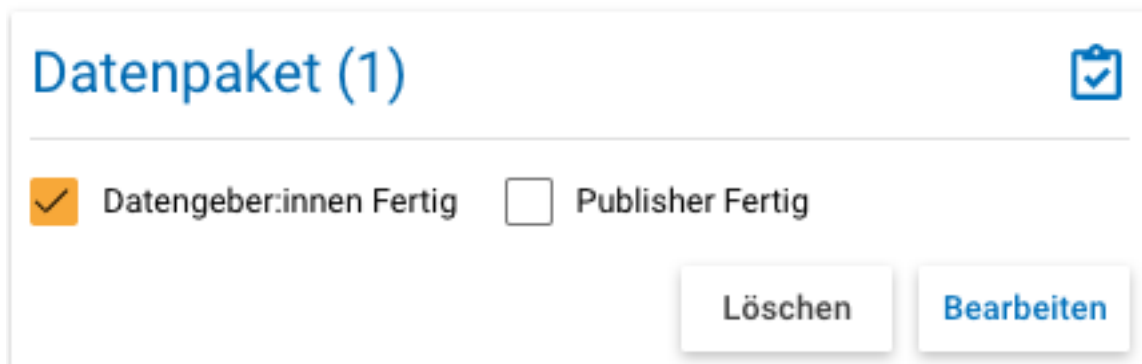 Datenpaket (1)
Datengeber:innen Fertig Publisher Fertig
Löschen Bearbeiten